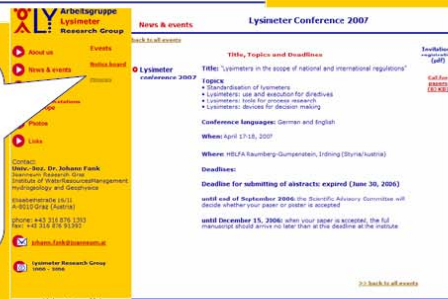 Arbeitsgruppe
Lysimeter
Research Group
About us
News & events
Photos
Links
Events
Notice board
Contact:
Univ.-Doz. Dr. Johann Fank
Joanneum Research Graz
Institute of WaterResourcesManagement
Hydrogeology and Geophysics
Elisabethstraße 16/II
A-8010 Graz (Austria)
phone: +43 316 876 1393
fax: +43 316 876 91393
johann.fank@joanneum.at
Lysimeter Research Group
News & events
Lysimeter Conference 2007
back to all events
Lysimeter
conference 2007
Title, Topics and Deadlines
Title: "Lysimeters in the scope of national and international regulations"
Topics:
• Standardisation of lysimeters
• Lysimeters: use and execution for directives
• Lysimeters: tools for process research
• Lysimeters: devices for decision making
Conference languages: German and English
When: April 17-18, 2007
Where: HBLFA Raumberg-Gumpenstein, Irdning (Styria/Austria)
Deadlines:
Deadline for submitting of abstracts: expired (June 30, 2006)
until end of September 2006: the Scientific Advisory Committee will
decide whether your paper or poster is accepted
until December 15, 2006: when your paper is accepted, the full
manuscript should arrive no later than at this deadline at the institute
>> back to all events
(pdf)
Call for
papers